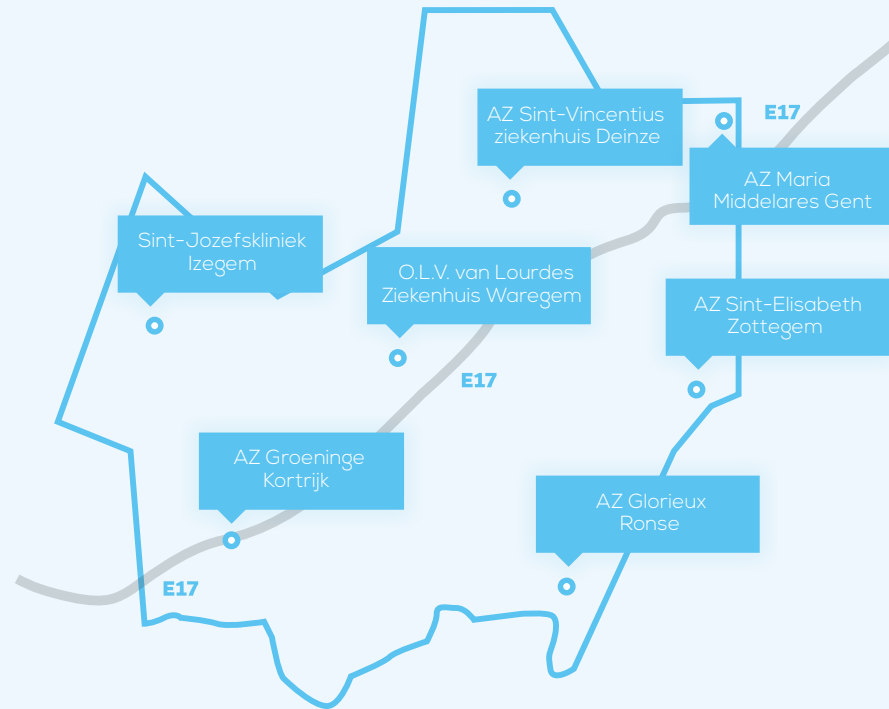 AZ Sint-Vincentius
ziekenhuis Deinze
E17
AZ Maria
Middelares Gent
Sint-Jozefskliniek
Izegem
O.L.V. van Lourdes
Ziekenhuis Waregem
AZ Sint-Elisabeth
Zottegem
E17
AZ Groeninge
Kortrijk
AZ Glorieux
Ronse
E17